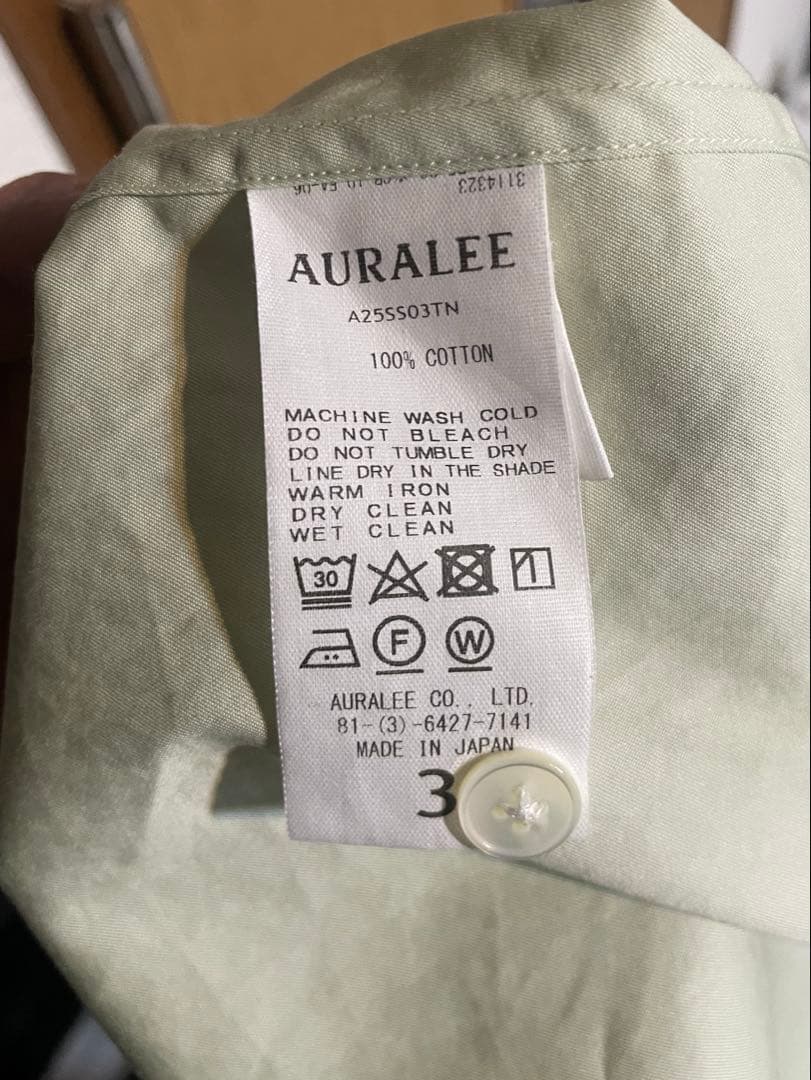 3114323
AURALEE
A25SS03TN
100% COTTON
MACHINE WASH COLD
DO NOT BLEACH
DO NOT TUMBLE DRY
LINE DRY IN THE SHADE
WARM IRON
DRY CLEAN
WET CLEAN
30
F W
AURALEE CO., LTD.
81-(3)-6427-7141
MADE IN JAPAN
3